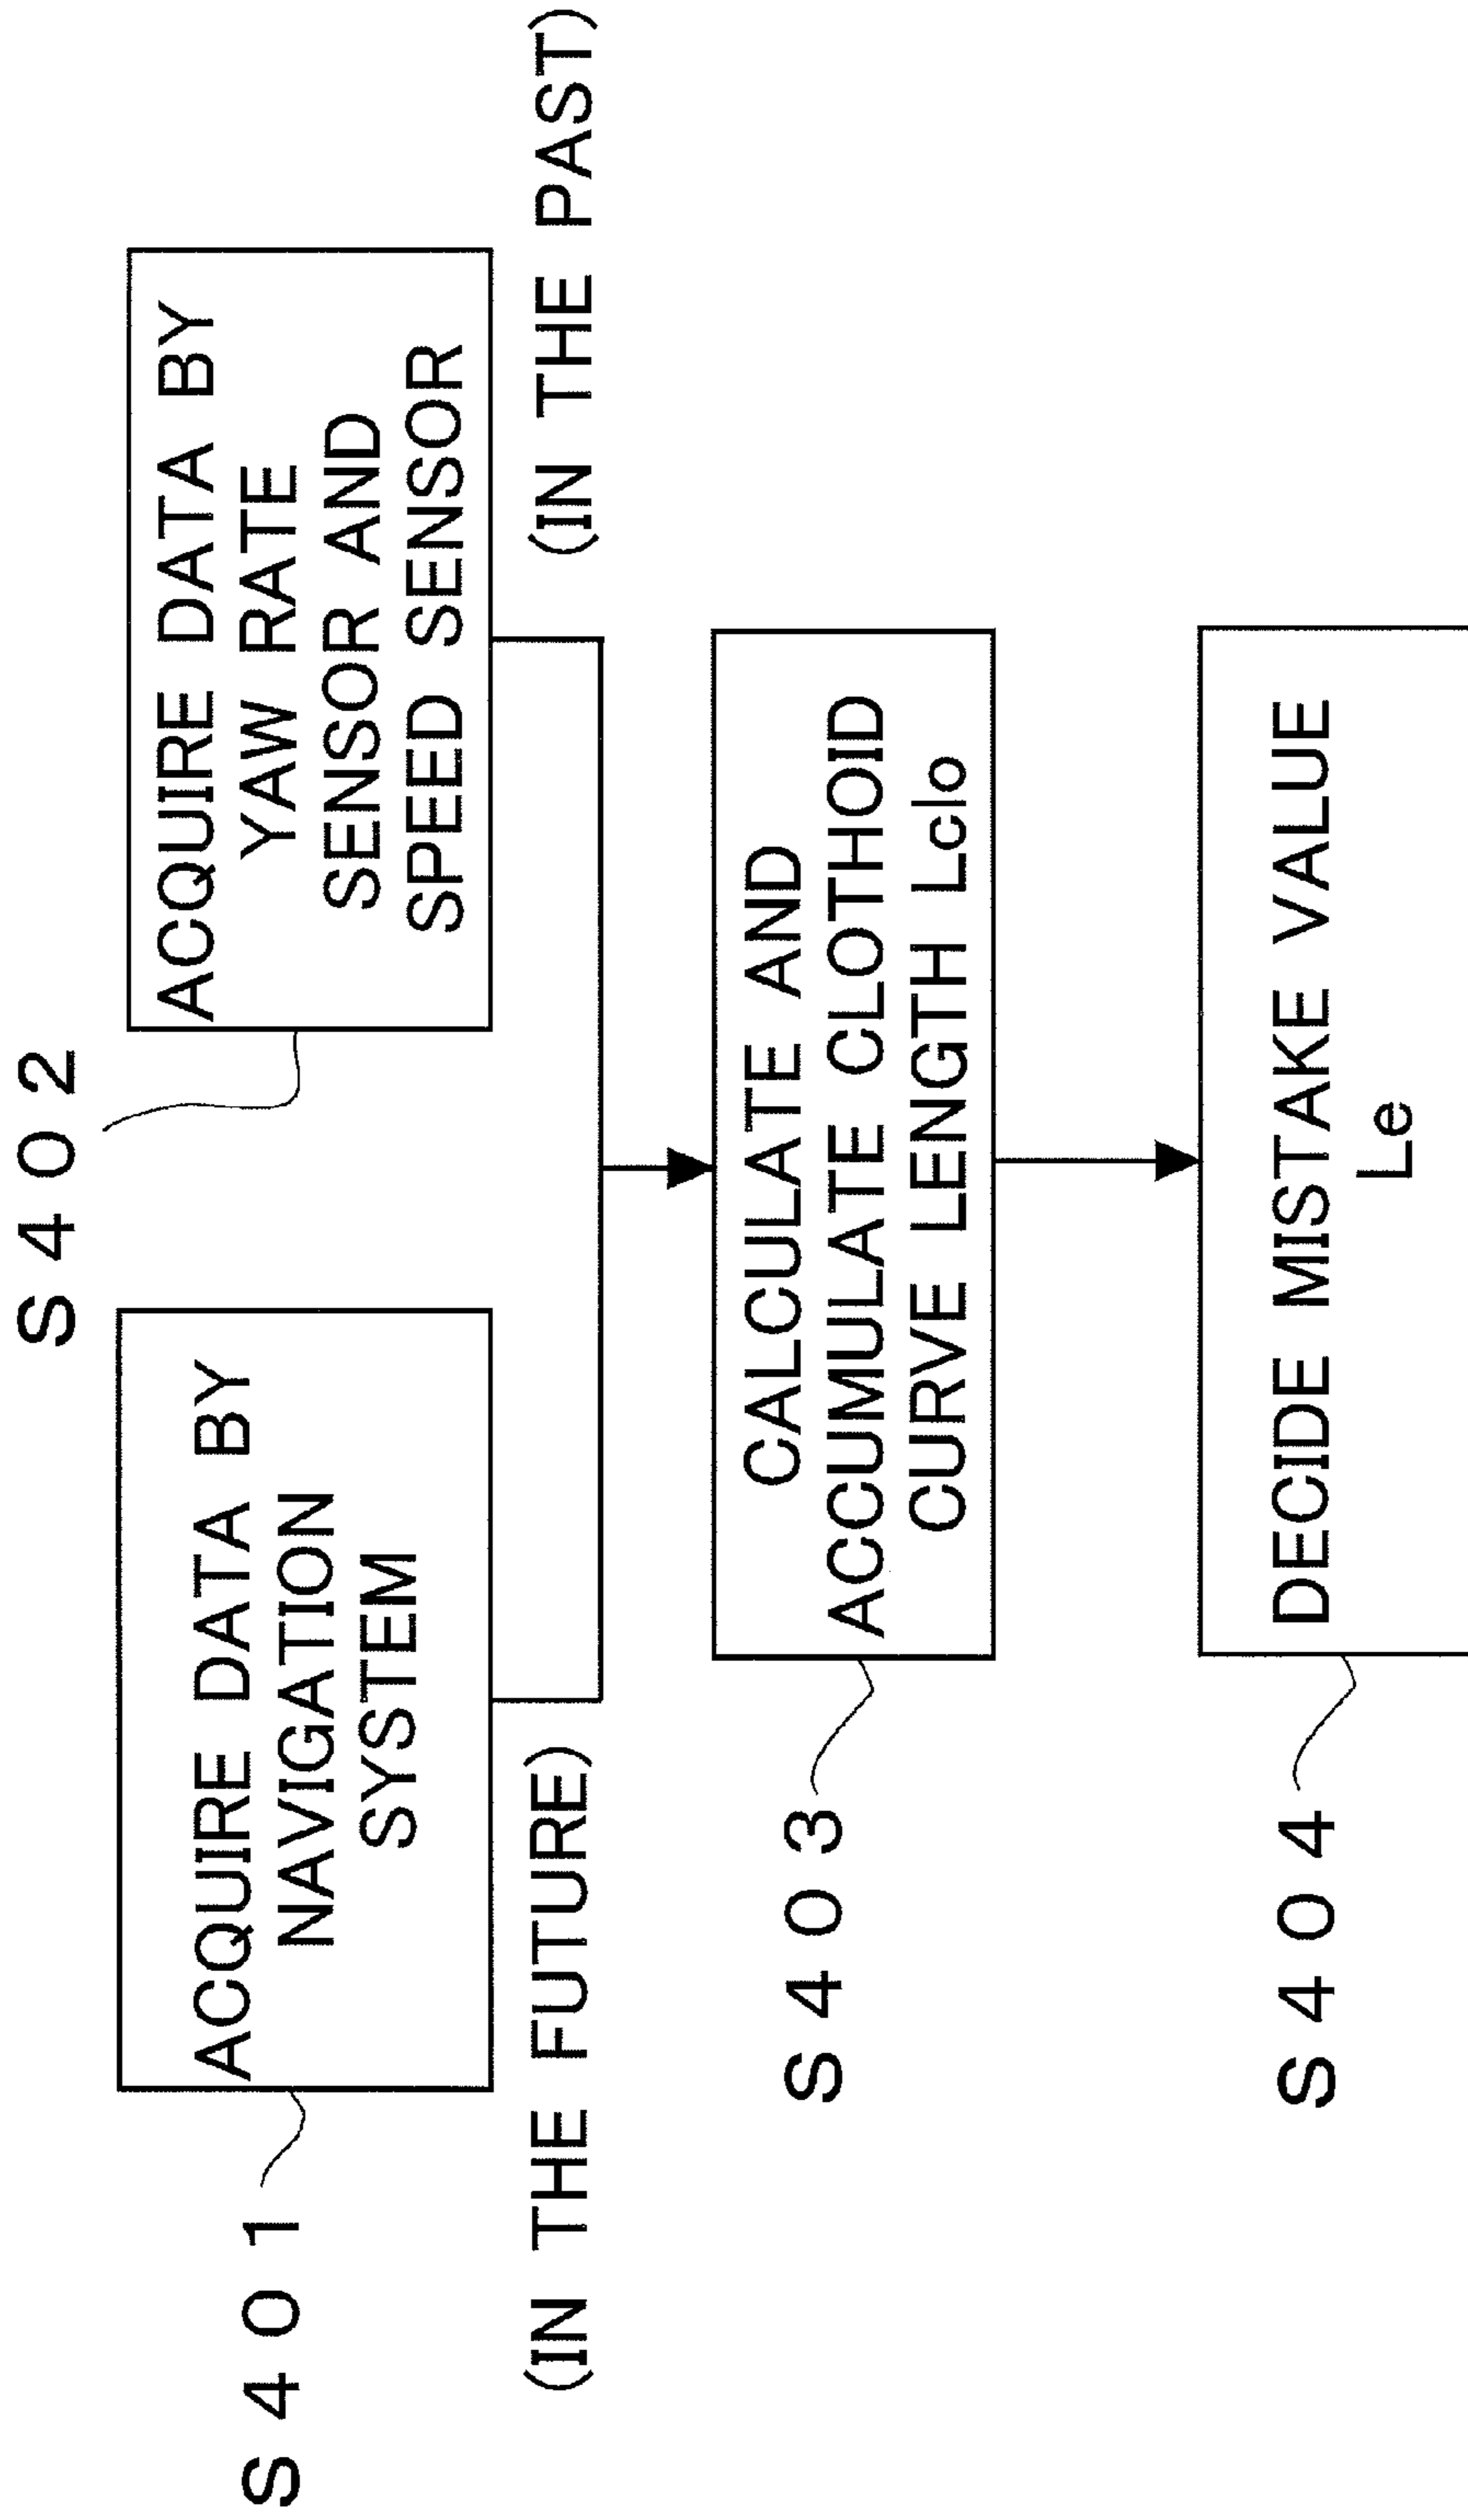 S402
S401
ACQUIRE DATA BY
NAVIGATION
SYSTEM
ACQUIRE DATA BY
YAW RATE
SENSOR AND
SPEED SENSOR
(IN THE FUTURE)
(IN THE PAST)
S403
CALCULATE AND
ACCUMULATE CLOTHOID
CURVE LENGTH Lclo
S404
DECIDE MISTAKE VALUE
Le